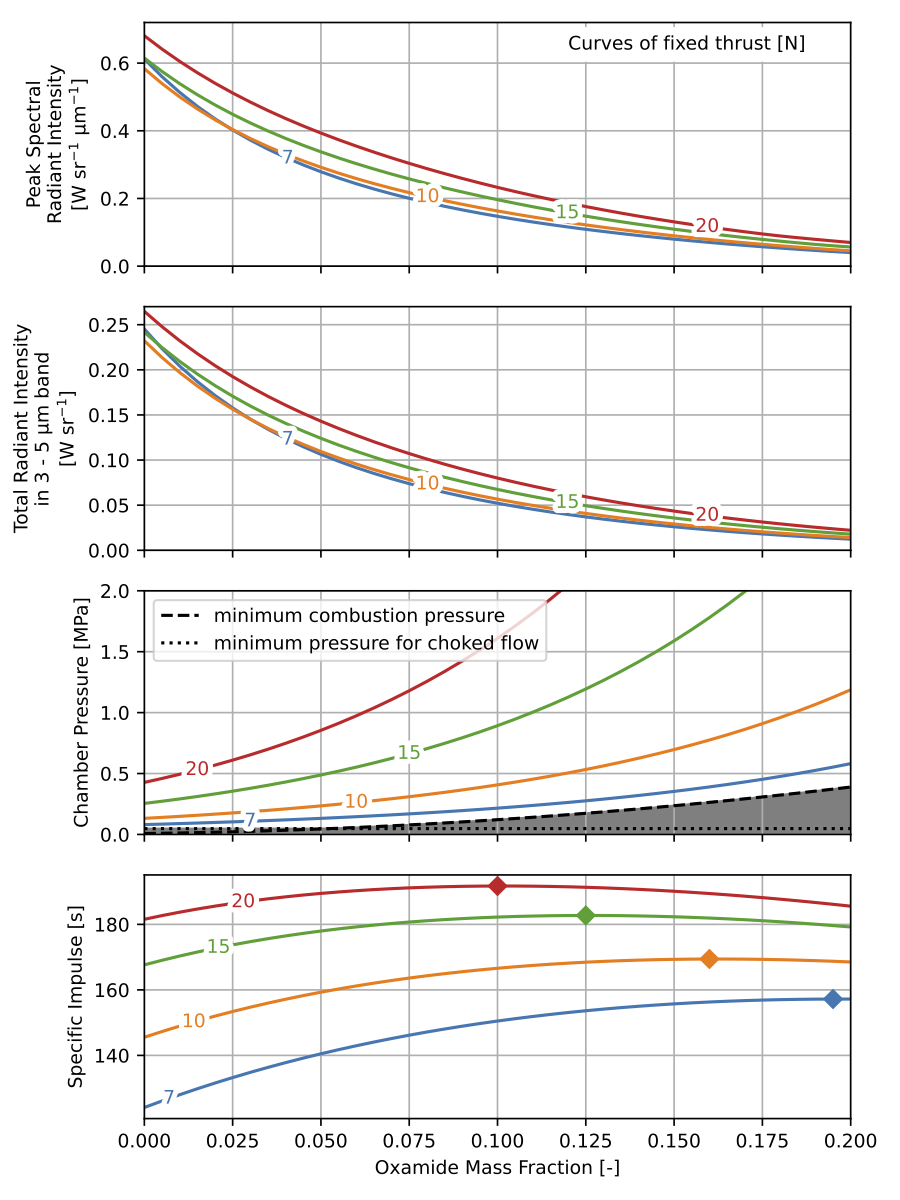 Curves of fixed thrust [N]
Peak Spectral
Radiant Intensity
[W sr⁻¹ µm⁻¹]
0.6
0.4
0.2
0.0
7
10
15
20
Total Radiant Intensity
in 3 - 5 µm band
[W sr⁻¹]
0.25
0.20
0.15
0.10
0.05
0.00
7
10
15
20
Chamber Pressure [MPa]
2.0
1.5
1.0
0.5
0.0
minimum combustion pressure
minimum pressure for choked flow
20
15
10
7
Specific Impulse [s]
180
160
140
20
15
10
7
0.000 0.025 0.050 0.075 0.100 0.125 0.150 0.175 0.200
Oxamide Mass Fraction [-]